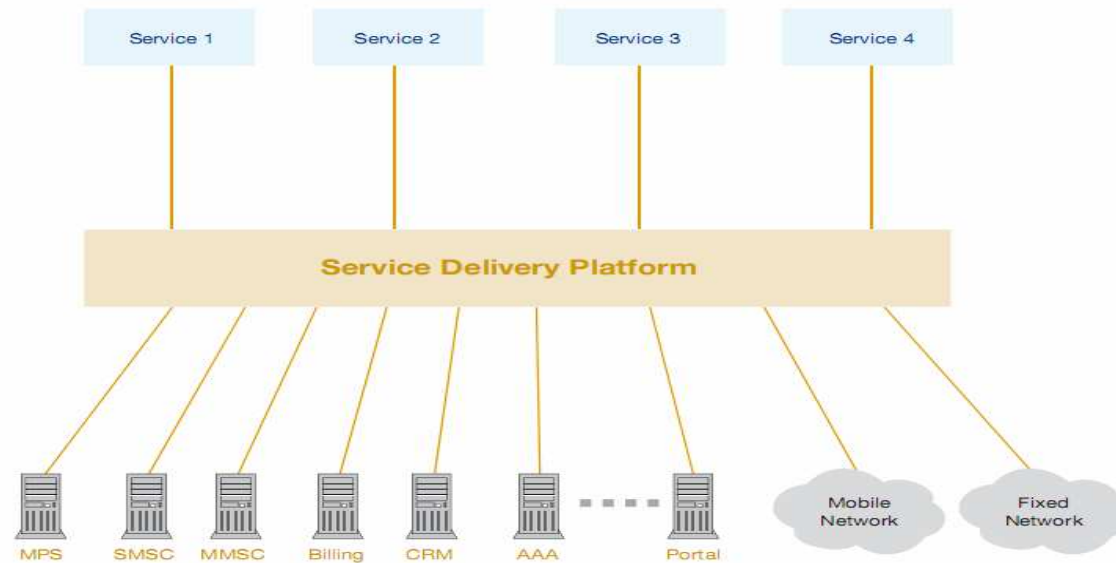 Service 1
Service 2
Service 3
Service 4
Service Delivery Platform
Mobile
Network
Fixed
Network
MPS
SMSC
MMSC
Billing
CRM
AAA
Portal